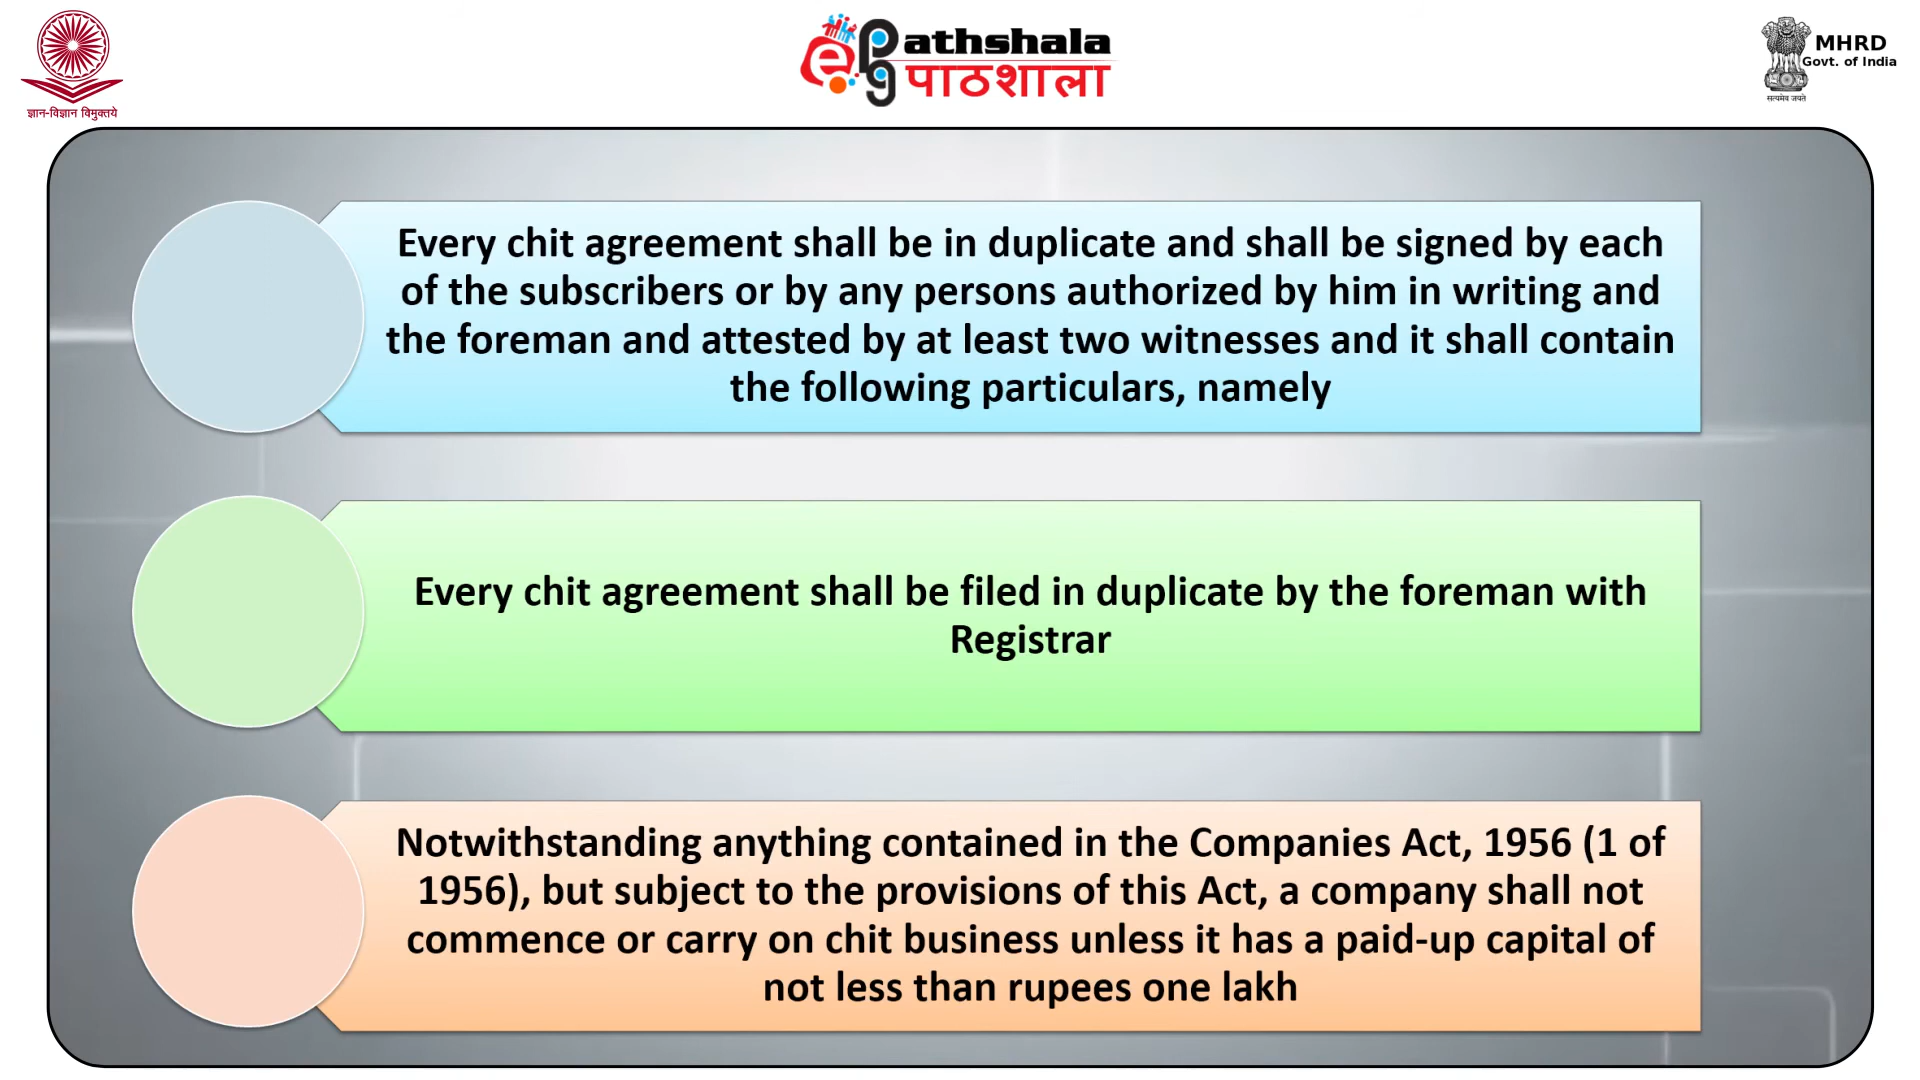 ज्ञान-विज्ञान विमुक्तये
ePG athshala
पाठशाला
सत्यमेव जयते
MHRD
Govt. of India
Every chit agreement shall be in duplicate and shall be signed by each
of the subscribers or by any persons authorized by him in writing and
the foreman and attested by at least two witnesses and it shall contain
the following particulars, namely
Every chit agreement shall be filed in duplicate by the foreman with
Registrar
Notwithstanding anything contained in the Companies Act, 1956 (1 of
1956), but subject to the provisions of this Act, a company shall not
commence or carry on chit business unless it has a paid-up capital of
not less than rupees one lakh